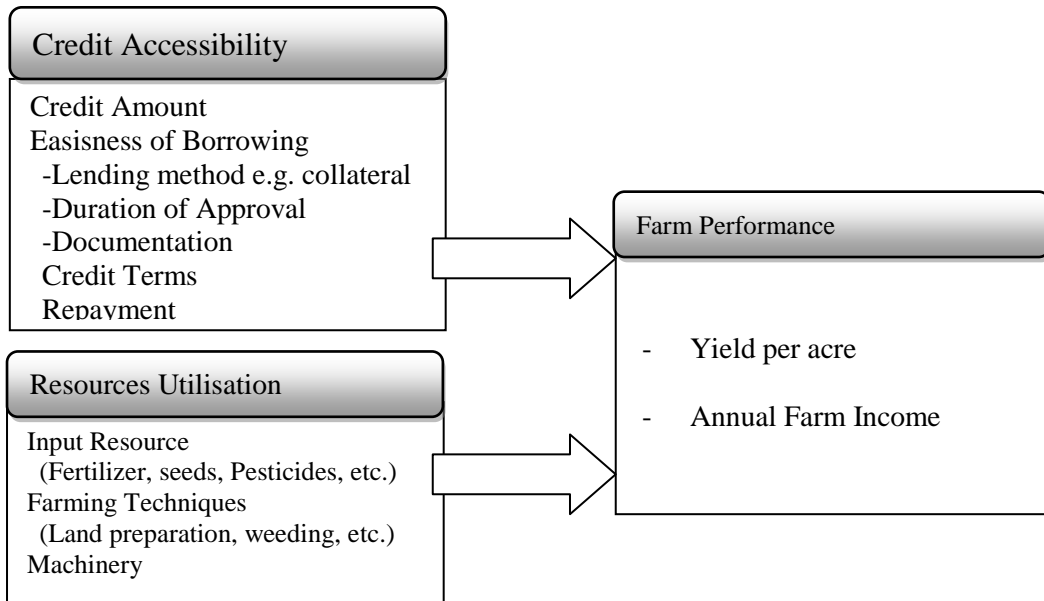 Credit Accessibility
Credit Amount
Easisness of Borrowing
-Lending method e.g. collateral
-Duration of Approval
-Documentation
Credit Terms
Repayment
Resources Utilisation
Input Resource
(Fertilizer, seeds, Pesticides, etc.)
Farming Techniques
(Land preparation, weeding, etc.)
Machinery
Farm Performance
- Yield per acre
- Annual Farm Income